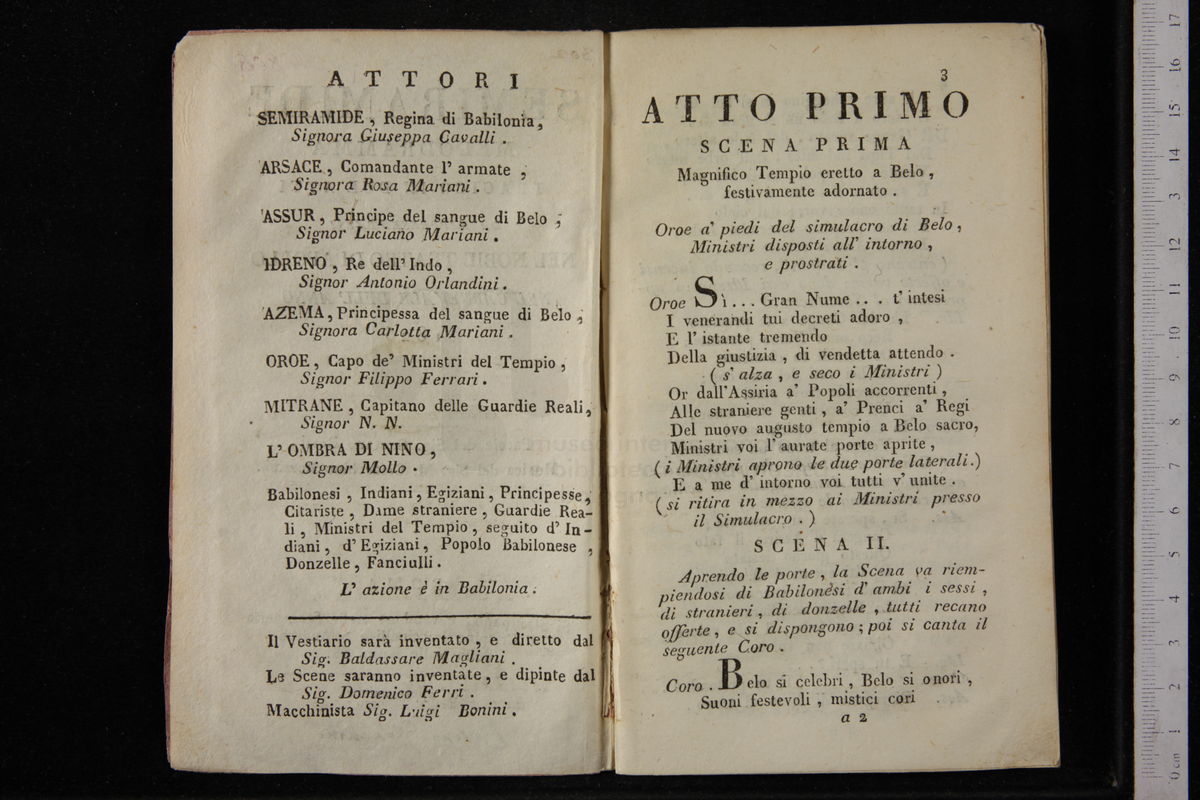 ATTORI
SEMIRAMIDE , Regina di Babilonia,
Signora Giuseppa Cavalli .
ARSACE , Comandante l' armate ,
Signora Rosa Mariani .
ASSUR , Principe del sangue di Belo ,
Signor Luciano Mariani .
IDRENO , Re dell' Indo ,
Signor Antonio Orlandini .
AZEMA , Principessa del sangue di Belo ,
Signora Carlotta Mariani .
OROE , Capo de' Ministri del Tempio ,
Signor Filippo Ferrari .
MITRANE , Capitano delle Guardie Reali,
Signor N. N.
L' OMBRA DI NINO ,
Signor Mollo .
Babilonesi , Indiani , Egiziani , Principesse,
Citariste , Dame straniere , Guardie Rea-
li , Ministri del Tempio , seguito d' In-
diani , d' Egiziani , Popolo Babilonese ,
Donzelle , Fanciulli .
L' azione è in Babilonia .
Il Vestiario sarà inventato , e diretto dal
Sig. Baldassare Magliani .
Le Scene saranno inventate , e dipinte dal
Sig. Domenico Ferri .
Macchinista Sig. Luigi Bonini .
3
ATTO PRIMO
SCENA PRIMA
Magnifico Tempio eretto a Belo ,
festivamente adornato .
Oroe a' piedi del simulacro di Belo ,
Ministri disposti all' intorno ,
e prostrati .
Oroe Sì ... Gran Nume .. . t' intesi
I venerandi tui decreti adoro ,
E l' istante tremendo
Della giustizia , di vendetta attendo .
( s' alza , e seco i Ministri )
Or dall'Assiria a' Popoli accorrenti ,
Alle straniere genti , a' Prenci a' Regi
Del nuovo augusto tempio a Belo sacro,
Ministri voi l' aurate porte aprite ,
( i Ministri aprono le due porte laterali .)
E a me d' intorno voi tutti v' unite .
( si ritira in mezzo ai Ministri presso
il Simulacro . )
SCENA II.
Aprendo le porte , la Scena va riem-
piendosi di Babilonesi d' ambi i sessi ,
di stranieri , di donzelle , tutti recano
offerte , e si dispongono ; poi si canta il
seguente Coro .
Coro . Belo si celebri , Belo si onori ,
Suoni festevoli , mistici cori
a 2